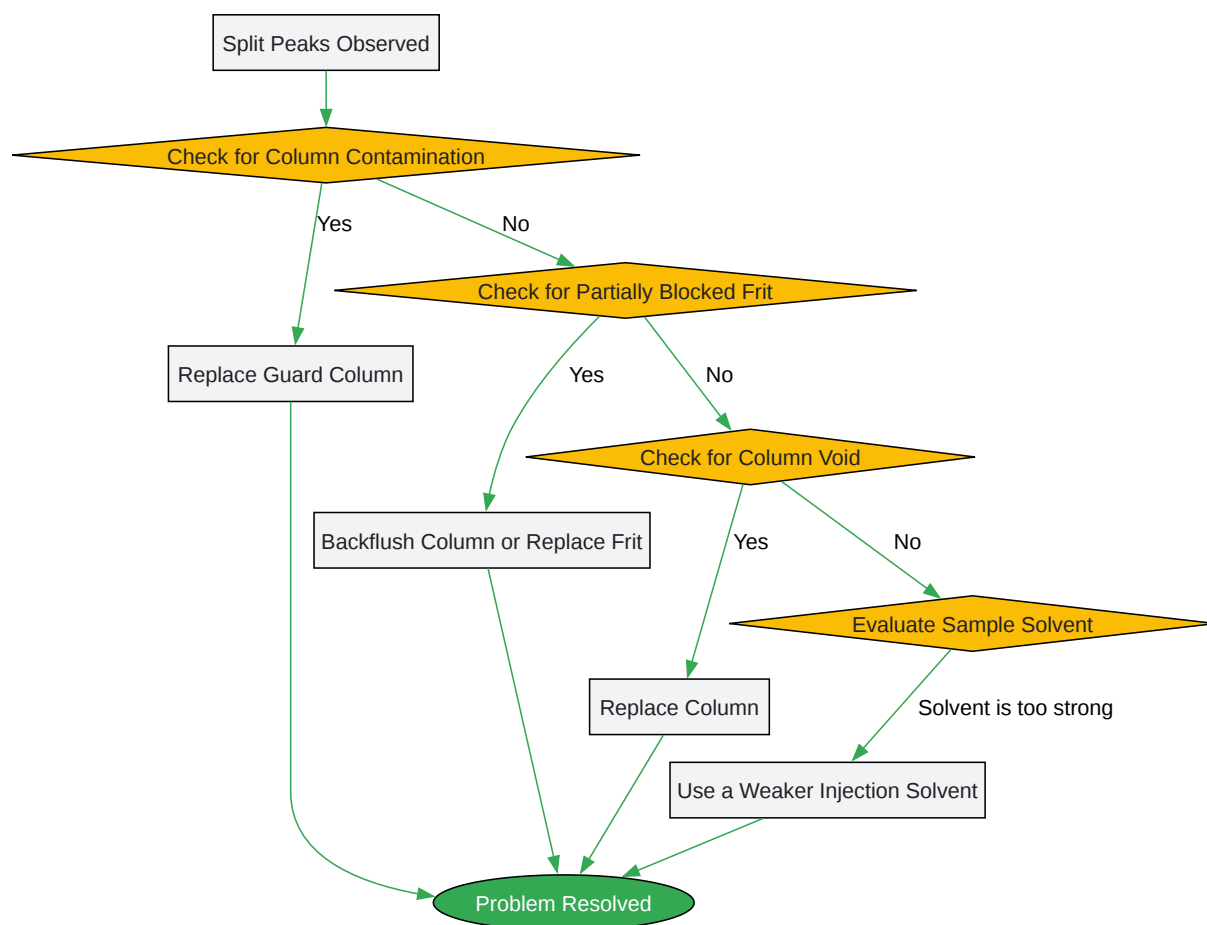 Split Peaks Observed
Check for Column Contamination
Yes
No
Check for Partially Blocked Frit
Replace Guard Column
Yes
No
Check for Column Void
Backflush Column or Replace Frit
Yes
No
Evaluate Sample Solvent
Replace Column
Solvent is too strong
Use a Weaker Injection Solvent
Problem Resolved